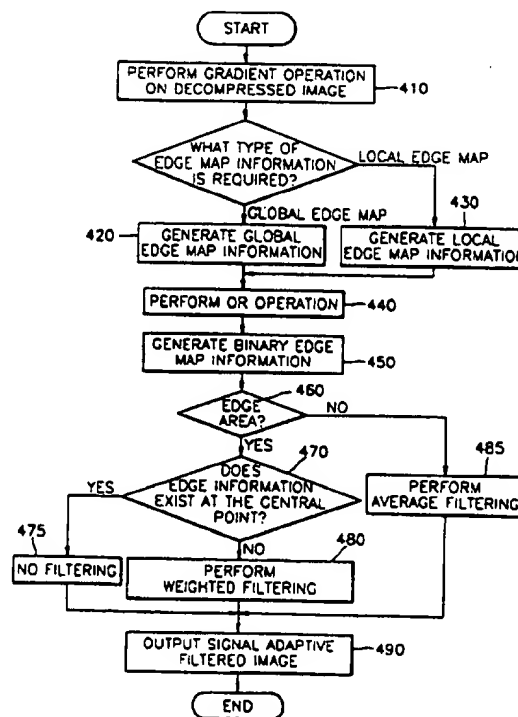 START
PERFORM GRADIENT OPERATION
ON DECOMPRESSED IMAGE
410
WHAT TYPE OF
EDGE MAP INFORMATION
IS REQUIRED?
LOCAL EDGE MAP
GLOBAL EDGE MAP
420
430
GENERATE GLOBAL
EDGE MAP INFORMATION
GENERATE LOCAL
EDGE MAP INFORMATION
PERFORM OR OPERATION
440
GENERATE BINARY EDGE
MAP INFORMATION
450
460
EDGE
AREA?
NO
YES
470
DOES
EDGE INFORMATION
EXIST AT THE CENTRAL
POINT?
YES
485
PERFORM
AVERAGE FILTERING
475
NO
480
NO FILTERING
PERFORM
WEIGHTED FILTERING
OUTPUT SIGNAL ADAPTIVE
FILTERED IMAGE
490
END